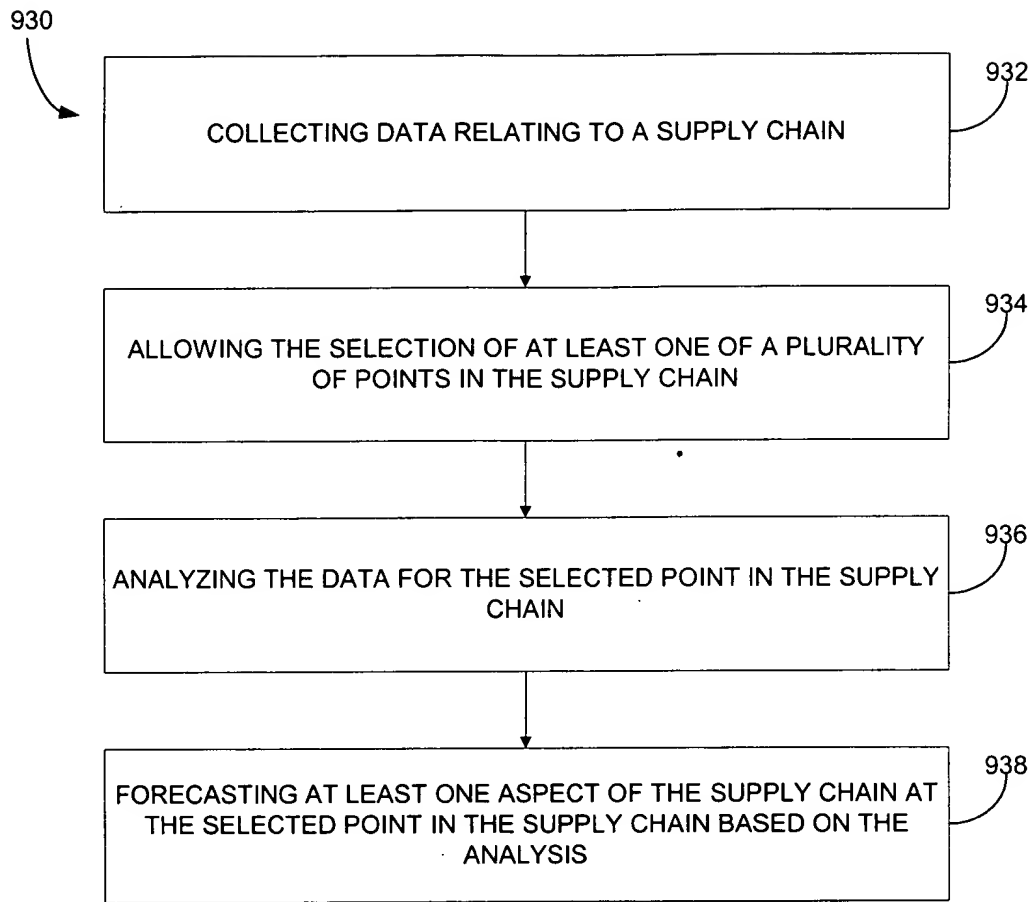 930
932
COLLECTING DATA RELATING TO A SUPPLY CHAIN
934
ALLOWING THE SELECTION OF AT LEAST ONE OF A PLURALITY
OF POINTS IN THE SUPPLY CHAIN
936
ANALYZING THE DATA FOR THE SELECTED POINT IN THE SUPPLY
CHAIN
938
FORECASTING AT LEAST ONE ASPECT OF THE SUPPLY CHAIN AT
THE SELECTED POINT IN THE SUPPLY CHAIN BASED ON THE
ANALYSIS